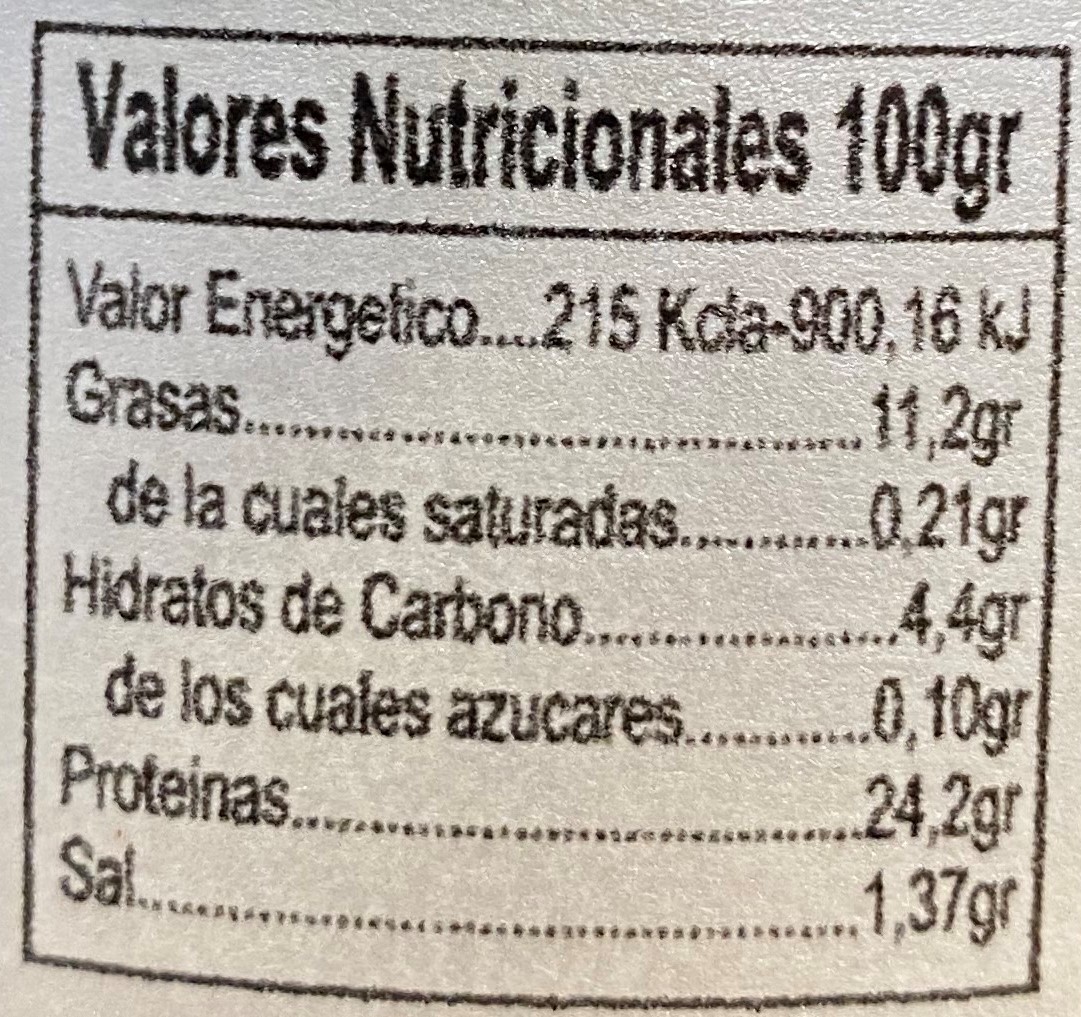 Valores Nutricionales 100gr
Valor Energetico.....215 Kcla-900,16 kJ
Grasas.......................................................11,2gr
de la cuales saturadas.................0,21gr
Hidratos de Carbono...........................4,4gr
de los cuales azucares................0,10gr
Proteinas..................................................24,2gr
Sal................................................................1,37gr